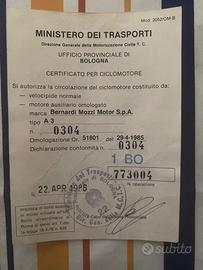 Mod. 2052/OM-B
MINISTERO DEI TRASPORTI
Direzione Generale della Motorizzazione Civile T. C.
UFFICIO PROVINCIALE DI
BOLOGNA
CERTIFICATO PER CICLOMOTORE
Si autorizza la circolazione del ciclomotore costituito da:
- velocipede normale
- motore ausiliario omologato
marca Bernardi Mozzi Motor S.p.A.
tipo A 3
n. 0304
Omologazione OM 51801 del 29-4-1985
Dichiarazione conformità n. 0304
1 BO
773004
N. operazione
22 APR 1986
subito